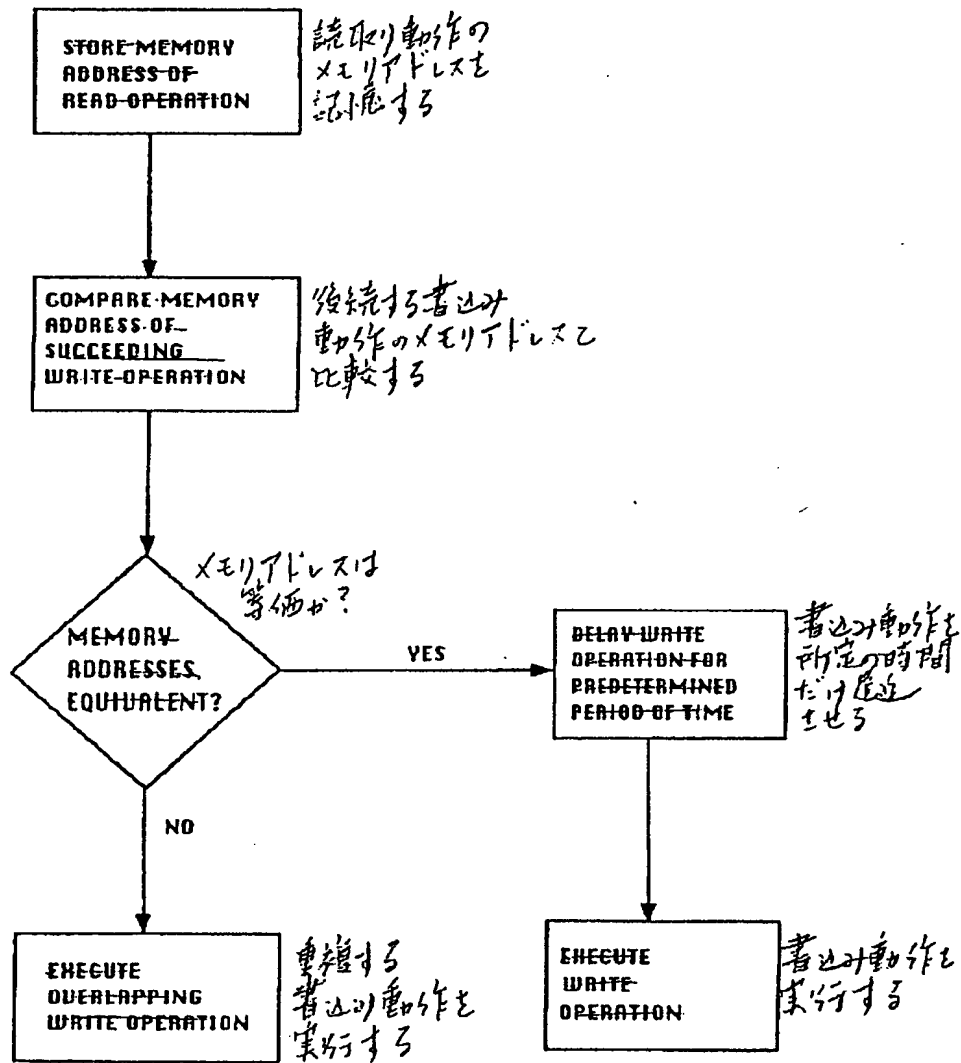 STORE MEMORY
ADDRESS OF
READ OPERATION
読取り動作の
メモリアドレスを
記憶する
COMPARE MEMORY
ADDRESS OF
SUCCEEDING
WRITE OPERATION
後続する書込み
動作のメモリアドレスと
比較する
メモリアドレスは
等価か?
MEMORY
ADDRESSES
EQUIVALENT?
YES
DELAY WRITE
OPERATION FOR
PREDETERMINED
PERIOD OF TIME
書込み動作を
所定の時間
だけ遅延
させる
NO
EXECUTE
OVERLAPPING
WRITE OPERATION
重複する
書込み動作を
実行する
EXECUTE
WRITE
OPERATION
書込み動作を
実行する